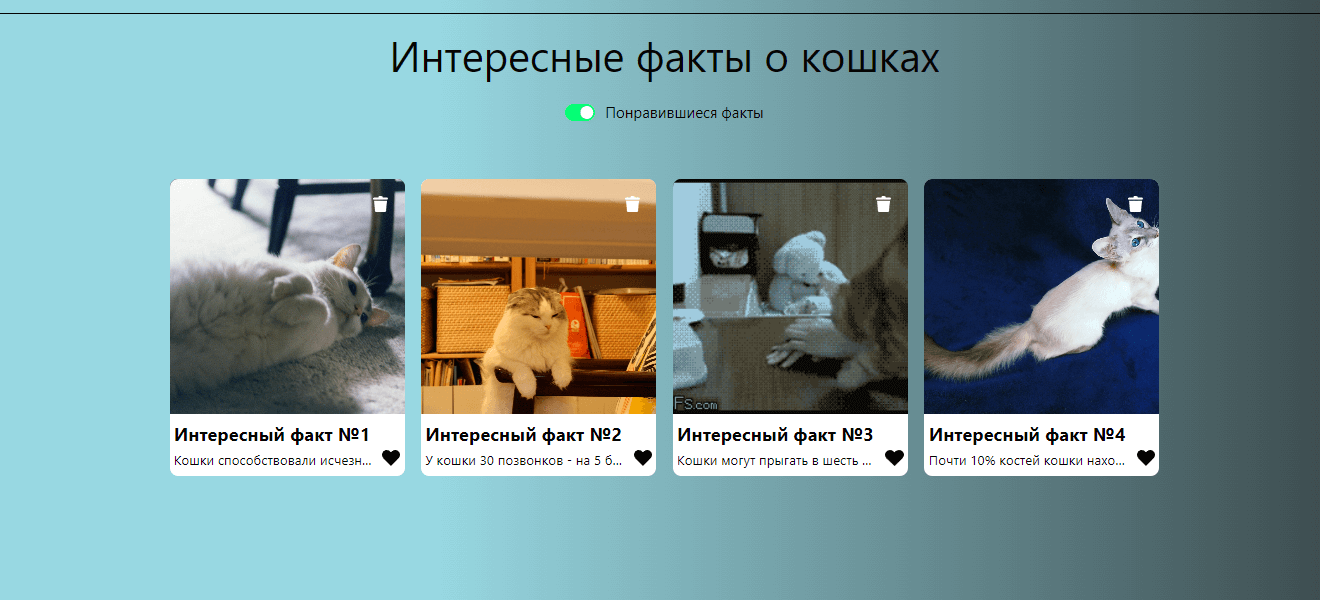 Интересные факты о кошках
Понравившиеся факты
FS.com
Интересный факт №1
Кошки способствовали исчезн...
Интересный факт №2
У кошки 30 позвонков - на 5 б...
Интересный факт №3
Кошки могут прыгать в шесть ...
Интересный факт №4
Почти 10% костей кошки нахо...